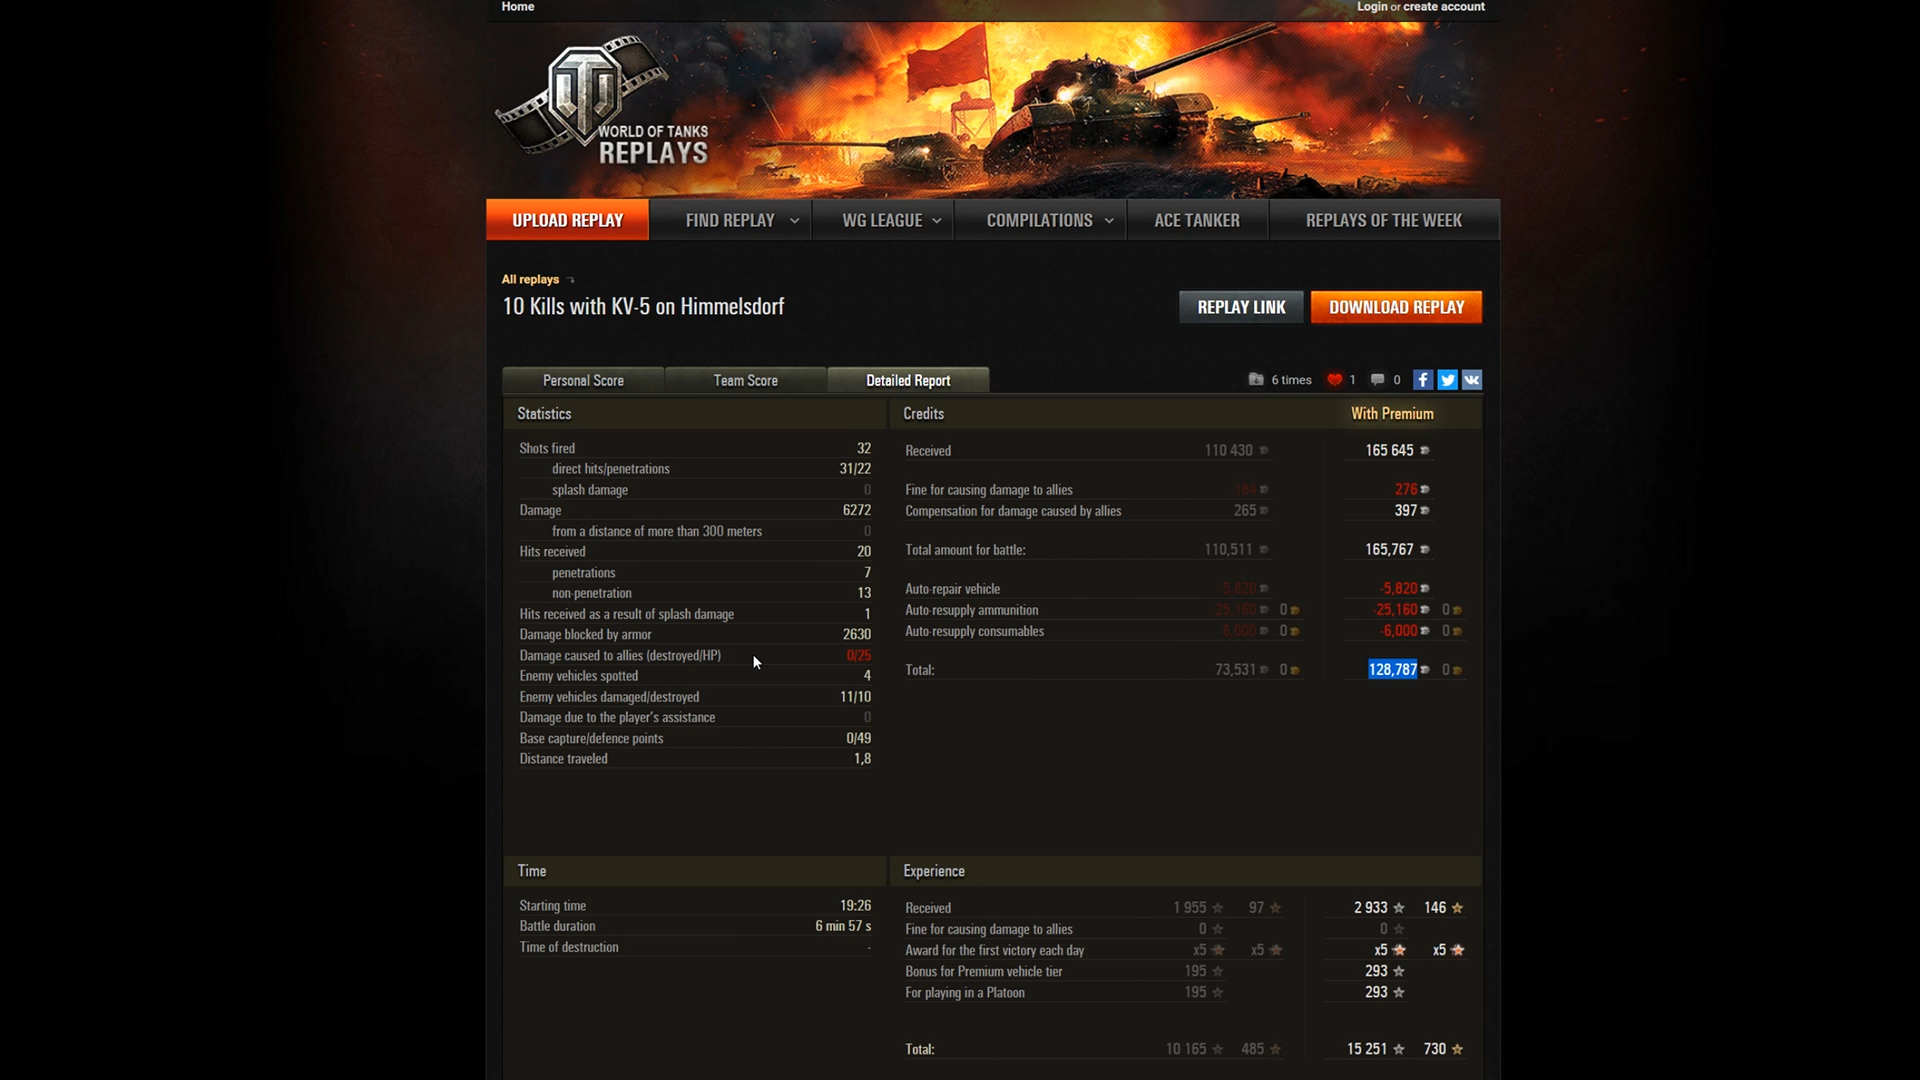 Home
Login or create account
WORLD OF TANKS
REPLAYS
UPLOAD REPLAY
FIND REPLAY
WG LEAGUE
COMPILATIONS
ACE TANKER
REPLAYS OF THE WEEK
All replays
10 Kills with KV-5 on Himmelsdorf
REPLAY LINK
DOWNLOAD REPLAY
Personal Score
Team Score
Detailed Report
6 times
1
0
Statistics
Shots fired 32
direct hits/penetrations 31/22
splash damage 0
Damage 6272
from a distance of more than 300 meters 0
Hits received 20
penetrations 7
non-penetration 13
Hits received as a result of splash damage 1
Damage blocked by armor 2630
Damage caused to allies (destroyed/HP) 0/25
Enemy vehicles spotted 4
Enemy vehicles damaged/destroyed 11/10
Damage due to the player's assistance 0
Base capture/defence points 0/49
Distance traveled 1,8
Credits With Premium
Received 110 430 165 645
Fine for causing damage to allies 184 276
Compensation for damage caused by allies 265 397
Total amount for battle: 110,511 165,767
Auto-repair vehicle -5,820 -5,820
Auto-resupply ammunition -25,160 0 -25,160 0
Auto-resupply consumables -6,000 0 -6,000 0
Total: 73,531 0 128,787 0
Time
Starting time 19:26
Battle duration 6 min 57 s
Time of destruction -
Experience
Received 1 955 97 2 933 146
Fine for causing damage to allies 0 0
Award for the first victory each day x5 x5 x5 x5
Bonus for Premium vehicle tier 195 293
For playing in a Platoon 195 293
Total: 10 165 485 15 251 730